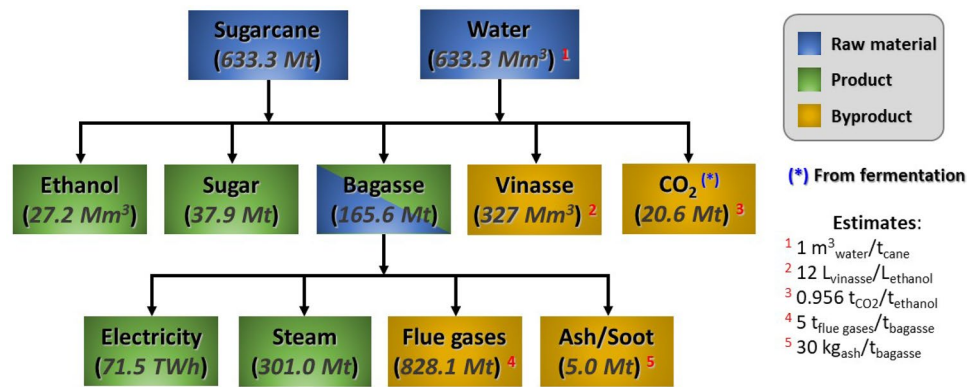 Sugarcane
(633.3 Mt)
Water
(633.3 Mm³) ¹
Raw material
Product
Byproduct
Ethanol
(27.2 Mm³)
Sugar
(37.9 Mt)
Bagasse
(165.6 Mt)
Vinasse
(327 Mm³) ²
CO₂ (*)
(20.6 Mt) ³
(*) From fermentation
Estimates:
¹ 1 m³water/tcane
² 12 Lvinasse/Lethanol
³ 0.956 tCO2/tethanol
⁴ 5 tflue gases/tbagasse
⁵ 30 kgash/tbagasse
Electricity
(71.5 TWh)
Steam
(301.0 Mt)
Flue gases
(828.1 Mt) ⁴
Ash/Soot
(5.0 Mt) ⁵